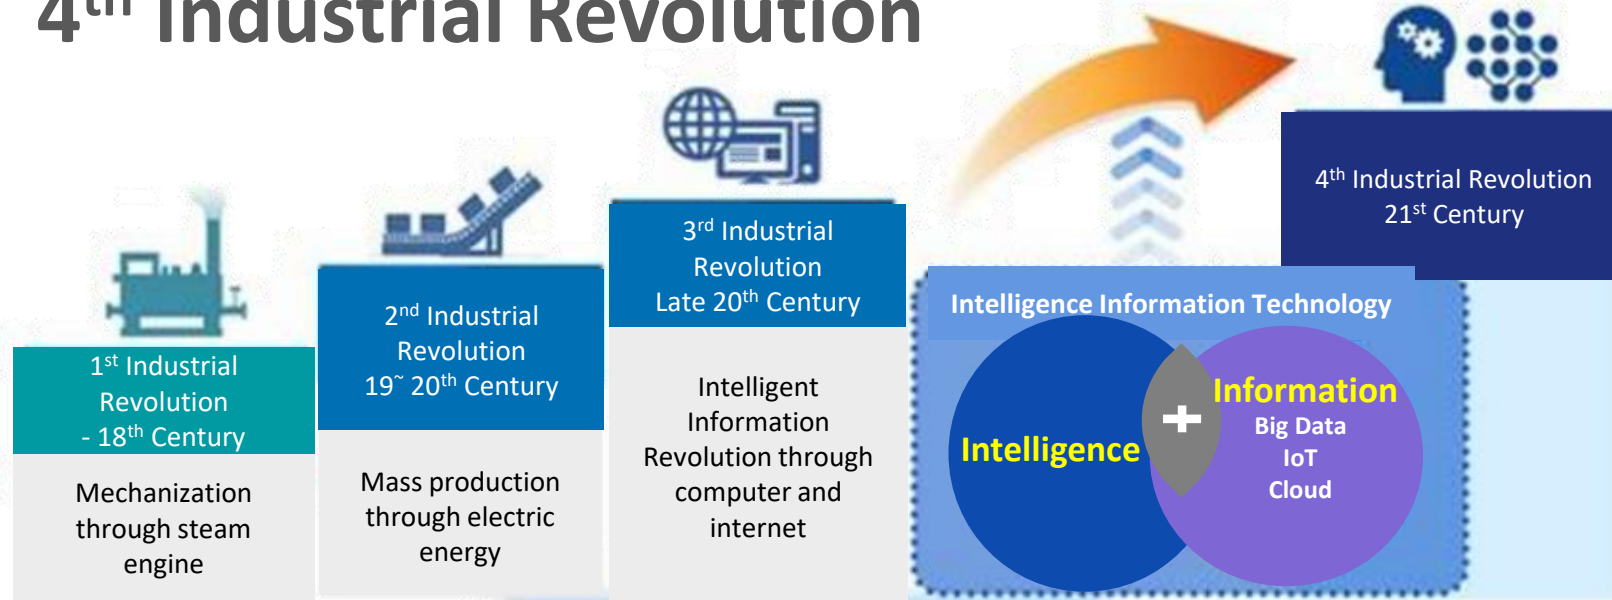 4th Industrial Revolution
1st Industrial
Revolution
- 18th Century
Mechanization
through steam
engine
2nd Industrial
Revolution
19~ 20th Century
Mass production
through electric
energy
3rd Industrial
Revolution
Late 20th Century
Intelligent
Information
Revolution through
computer and
internet
4th Industrial Revolution
21st Century
Intelligence Information Technology
Intelligence
+
Information
Big Data
IoT
Cloud